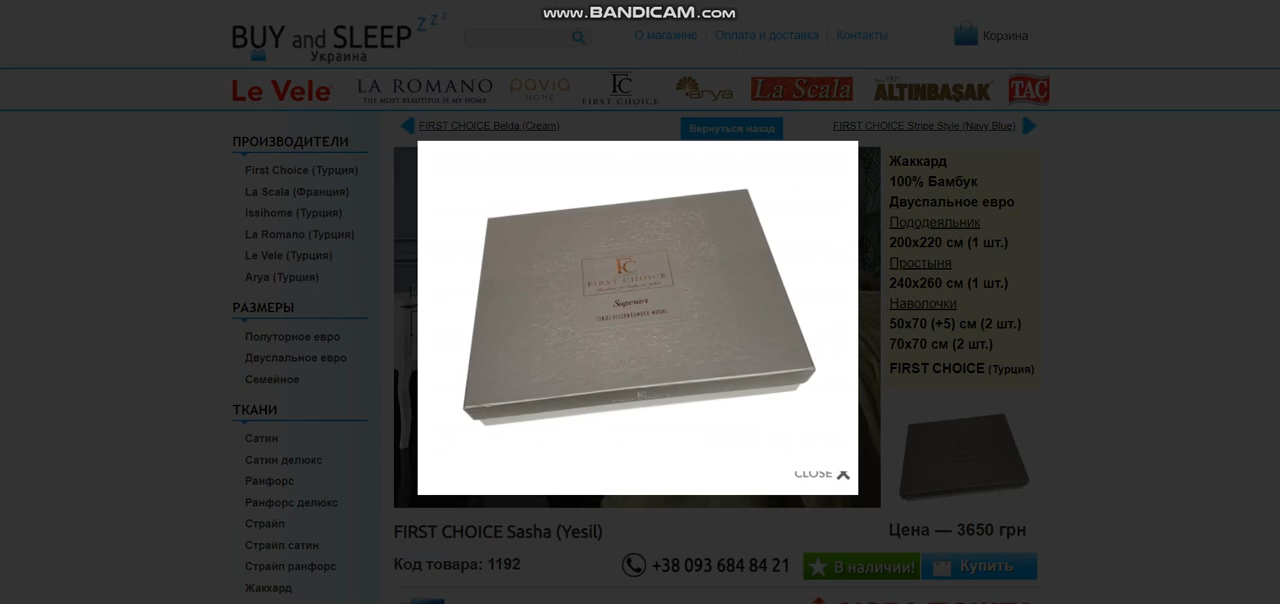 www.BANDICAM.com
BUY and SLEEP z z z
Украина
О магазине
Оплата и доставка
Контакты
Корзина
Le Vele
LA ROMANO
THE MOST BEAUTIFUL IS MY HOME
pavia
HOME
FC
FIRST CHOICE
arya
La Scala
1921
ALTINBAŞAK
TAC
FIRST CHOICE Belda (Cream)
Вернуться назад
FIRST CHOICE Stripe Style (Navy Blue)
ПРОИЗВОДИТЕЛИ
First Choice (Турция)
La Scala (Франция)
Issihome (Турция)
La Romano (Турция)
Le Vele (Турция)
Arya (Турция)
РАЗМЕРЫ
Полуторное евро
Двуспальное евро
Семейное
ТКАНИ
Сатин
Сатин делюкс
Ранфорс
Ранфорс делюкс
Страйп
Страйп сатин
Страйп ранфорс
Жаккард
FC
FIRST CHOICE
Superior
CLOSE
Жаккард
100% Бамбук
Двуспальное евро
Пододеяльник
200х220 см (1 шт.)
Простыня
240х260 см (1 шт.)
Наволочки
50х70 (+5) см (2 шт.)
70х70 см (2 шт.)
FIRST CHOICE (Турция)
FIRST CHOICE Sasha (Yesil)
Цена — 3650 грн
Код товара: 1192
+38 093 684 84 21
В наличии!
Купить